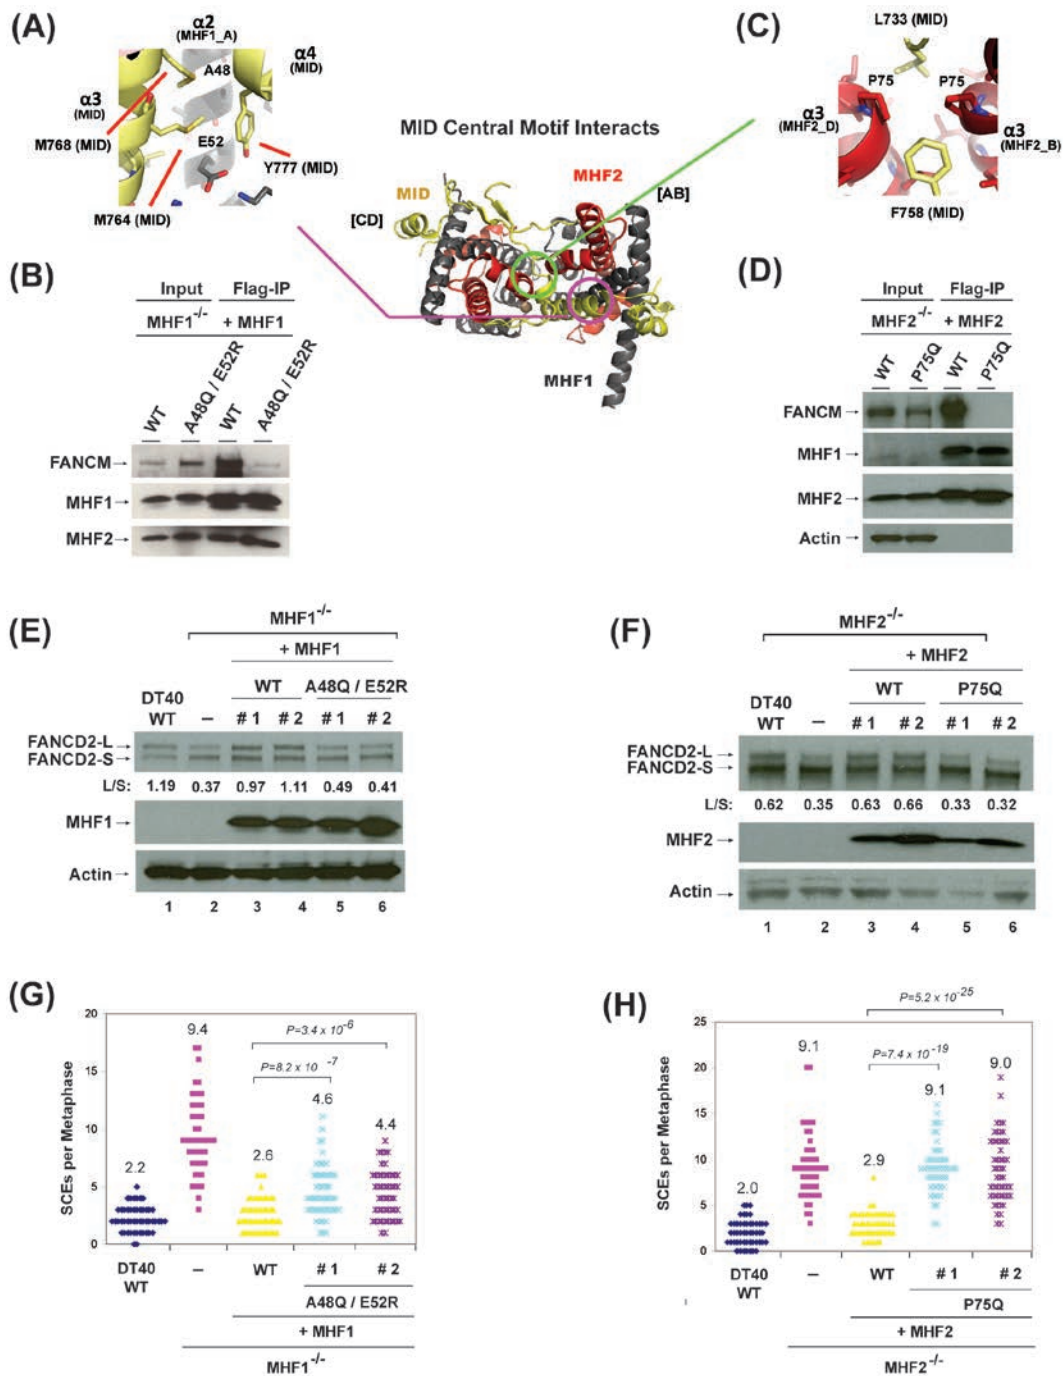 (A)
α2
(MHF1_A)
A48
α4
(MID)
α3
(MID)
M768 (MID)
E52
Y777 (MID)
M764 (MID)
MID Central Motif Interacts
MID
MHF2
[CD]
[AB]
MHF1
(C)
L733 (MID)
P75
P75
α3
(MHF2_D)
α3
(MHF2_B)
F758 (MID)
(B)
Input
Flag-IP
MHF1-/-
+ MHF1
WT
A48Q / E52R
WT
A48Q / E52R
FANCM
MHF1
MHF2
(D)
Input
Flag-IP
MHF2-/-
+ MHF2
WT
P75Q
WT
P75Q
FANCM
MHF1
MHF2
Actin
(E)
MHF1-/-
+ MHF1
DT40
WT
–
WT
A48Q / E52R
# 1 # 2 # 1 # 2
FANCD2-L
FANCD2-S
L/S:
1.19 0.37 0.97 1.11 0.49 0.41
MHF1
Actin
1 2 3 4 5 6
(F)
MHF2-/-
+ MHF2
DT40
WT
–
WT
P75Q
# 1 # 2 # 1 # 2
FANCD2-L
FANCD2-S
L/S:
0.62 0.35 0.63 0.66 0.33 0.32
MHF2
Actin
1 2 3 4 5 6
(G)
SCEs per Metaphase
20
15
10
5
0
2.2
9.4
2.6
4.6
4.4
P=3.4 x 10 -6
P=8.2 x 10 -7
DT40
WT
–
WT
# 1
# 2
A48Q / E52R
+ MHF1
MHF1-/-
(H)
SCEs per Metaphase
25
20
15
10
5
0
2.0
9.1
2.9
9.1
9.0
P=5.2 x 10 -25
P=7.4 x 10 -19
DT40
WT
–
WT
# 1
# 2
P75Q
+ MHF2
MHF2-/-